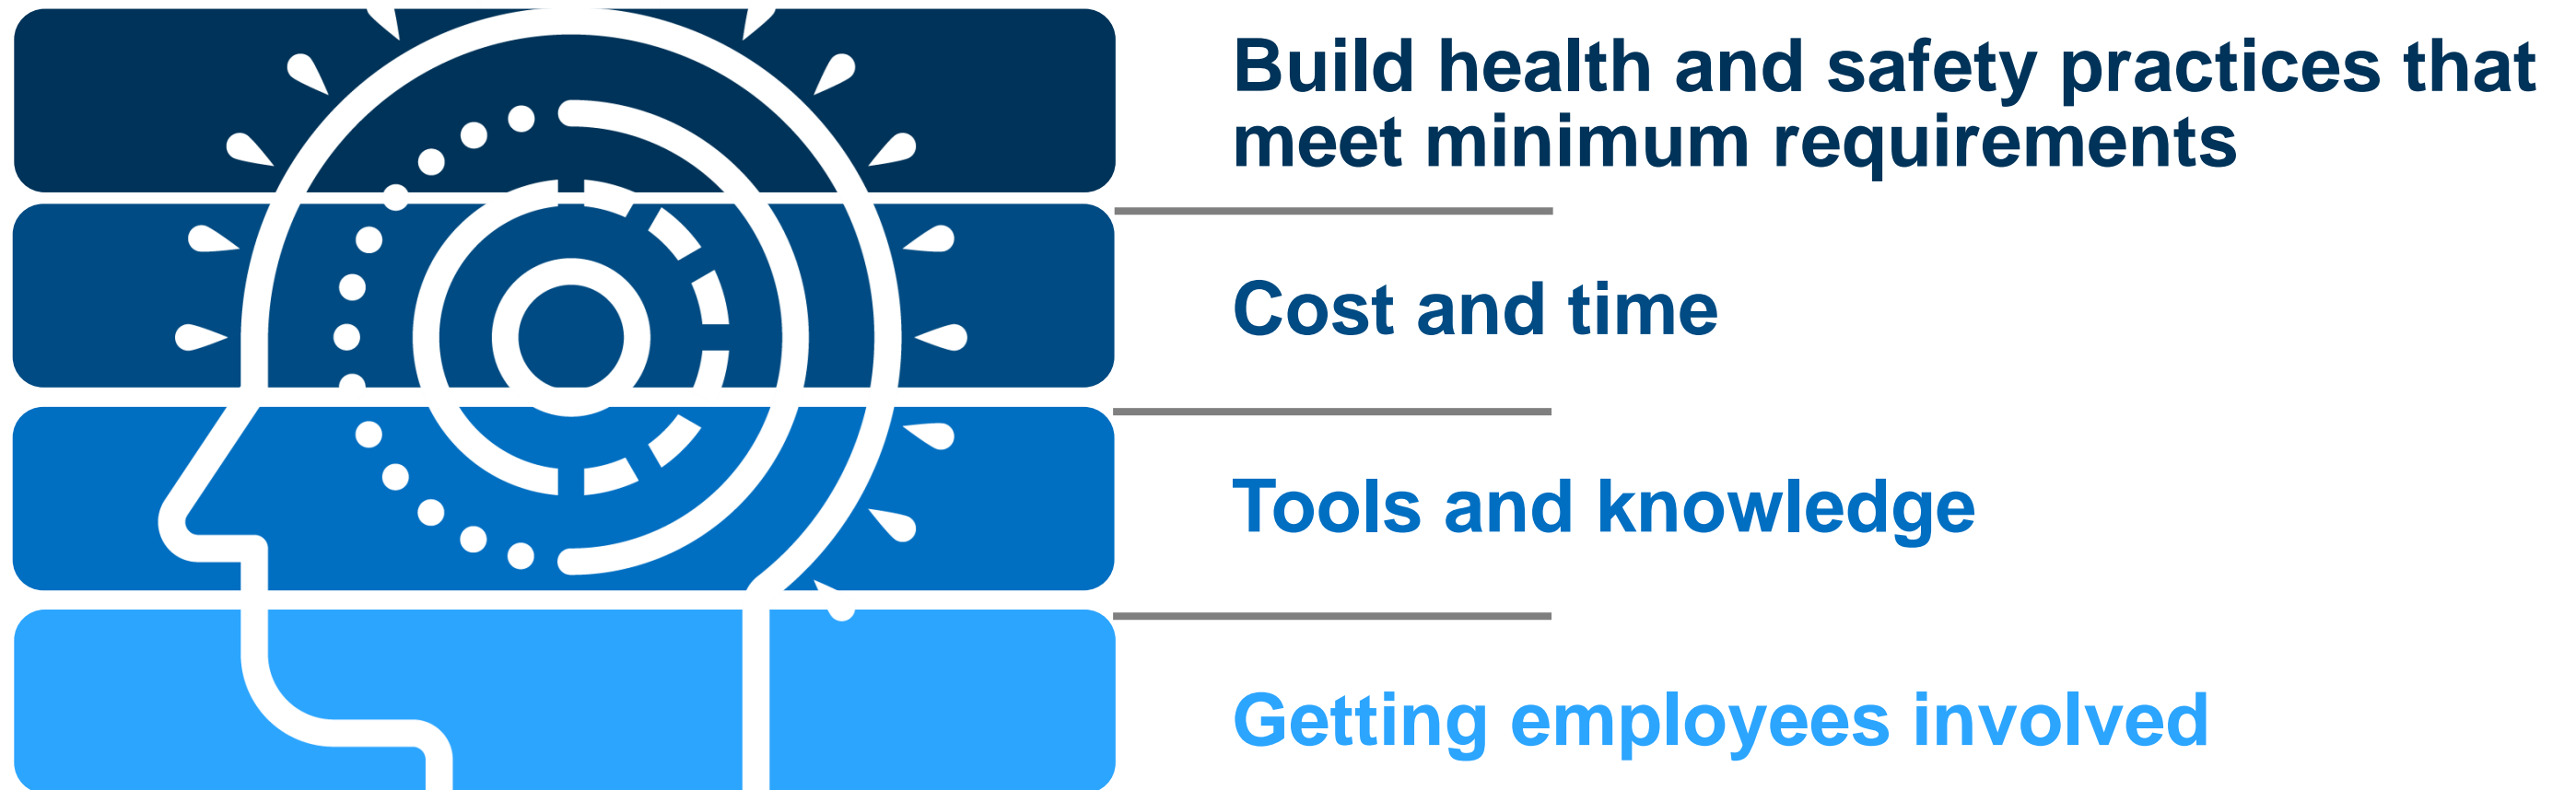 Build health and safety practices that
meet minimum requirements
Cost and time
Tools and knowledge
Getting employees involved